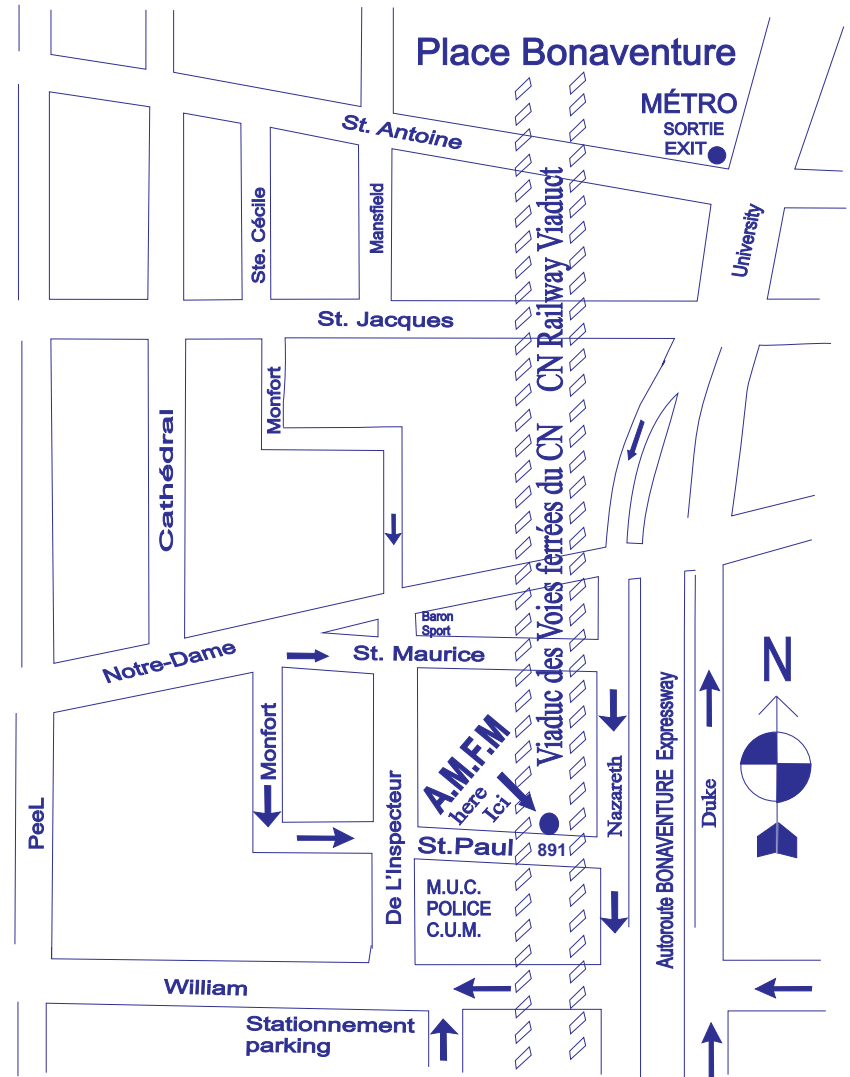 Place Bonaventure
MÉTRO
SORTIE
EXIT
St. Antoine
Ste. Cécile
Mansfield
University
St. Jacques
Viaduc des Voies ferrées du CN CN Railway Viaduct
Monfort
Cathédral
Baron
Sport
Notre-Dame
St. Maurice
N
Monfort
A.M.F.M
here
Ici
Nazareth
Autoroute BONAVENTURE Expressway
Duke
PeeL
De L'Inspecteur
St.Paul
891
M.U.C.
POLICE
C.U.M.
William
Stationnement
parking